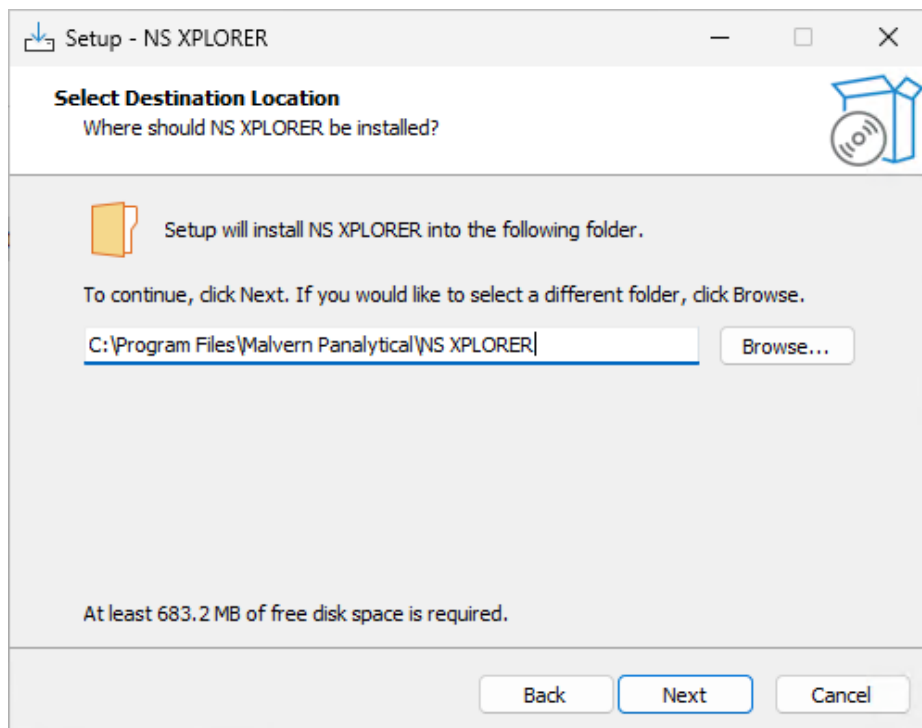 Setup - NS XPLORER
Select Destination Location
Where should NS XPLORER be installed?
Setup will install NS XPLORER into the following folder.
To continue, click Next. If you would like to select a different folder, click Browse.
C:\Program Files\Malvern Panalytical\NS XPLORER
Browse...
At least 683.2 MB of free disk space is required.
Back
Next
Cancel